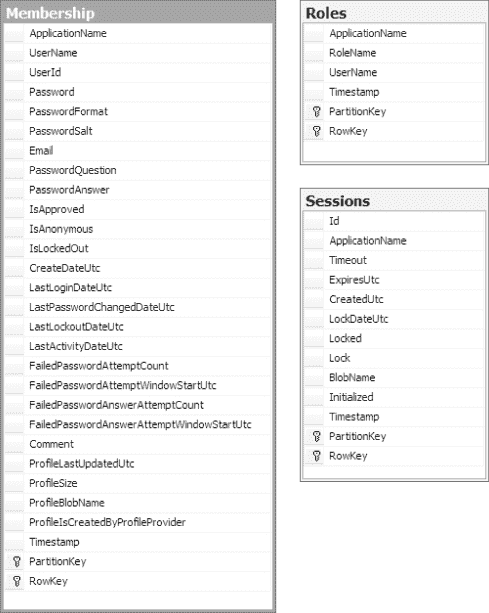 Membership
ApplicationName
UserName
UserId
Password
PasswordFormat
PasswordSalt
Email
PasswordQuestion
PasswordAnswer
IsApproved
IsAnonymous
IsLockedOut
CreateDateUtc
LastLoginDateUtc
LastPasswordChangedDateUtc
LastLockoutDateUtc
LastActivityDateUtc
FailedPasswordAttemptCount
FailedPasswordAttemptWindowStartUtc
FailedPasswordAnswerAttemptCount
FailedPasswordAnswerAttemptWindowStartUtc
Comment
ProfileLastUpdatedUtc
ProfileSize
ProfileBlobName
ProfileIsCreatedByProfileProvider
Timestamp
PartitionKey
RowKey
Roles
ApplicationName
RoleName
UserName
Timestamp
PartitionKey
RowKey
Sessions
Id
ApplicationName
Timeout
ExpiresUtc
CreatedUtc
LockDateUtc
Locked
Lock
BlobName
Initialized
Timestamp
PartitionKey
RowKey